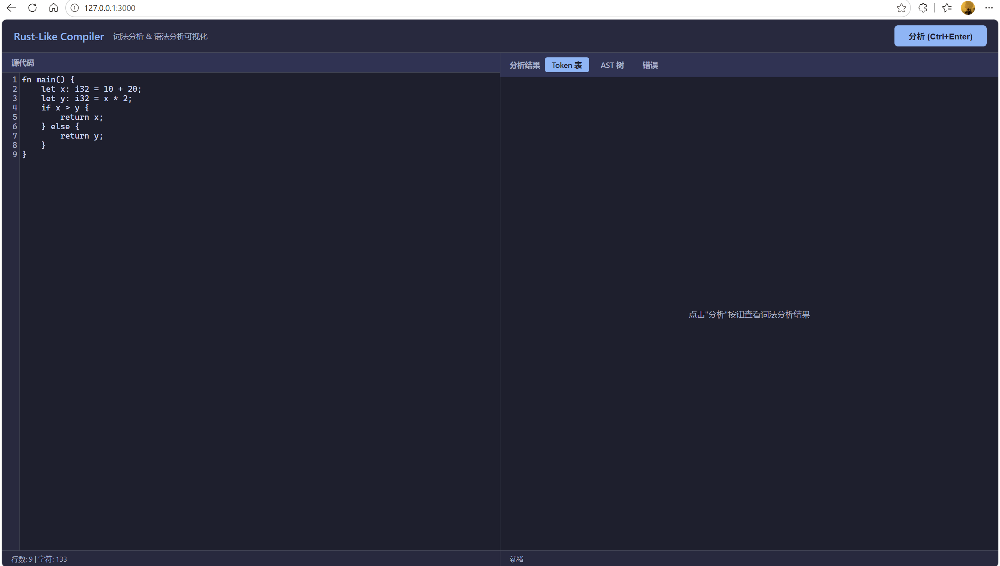 127.0.0.1:3000
Rust-Like Compiler 词法分析 & 语法分析可视化
分析 (Ctrl+Enter)
源代码
1 fn main() {
2     let x: i32 = 10 + 20;
3     let y: i32 = x * 2;
4     if x > y {
5         return x;
6     } else {
7         return y;
8     }
9 }
行数: 9 | 字符: 133
分析结果 Token 表 AST 树 错误
点击"分析"按钮查看词法分析结果
就绪